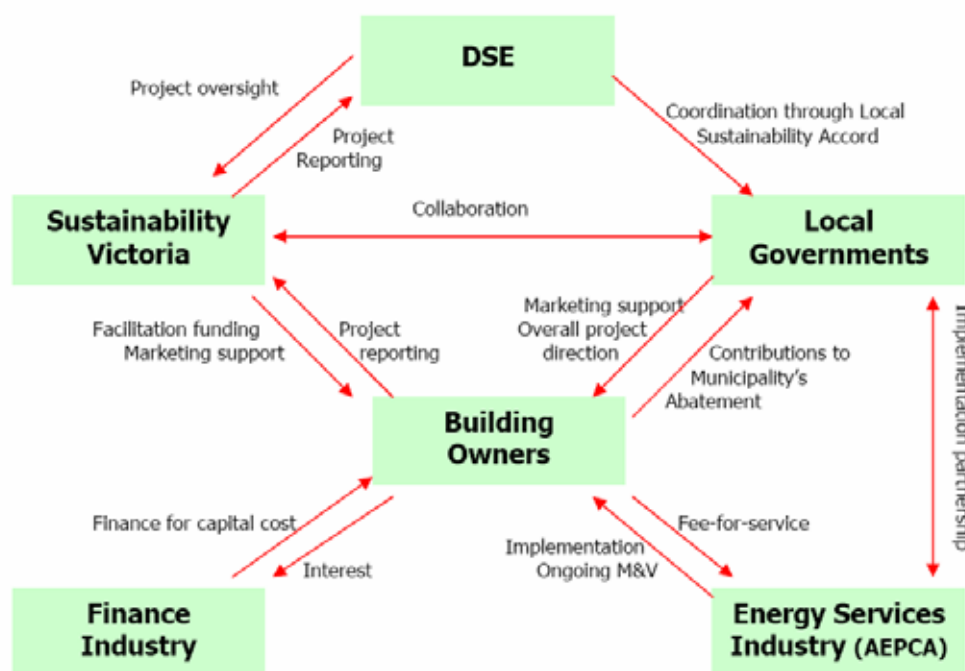 DSE
Project oversight
Project
Reporting
Coordination through Local
Sustainability Accord
Sustainability
Victoria
Collaboration
Local
Governments
Facilitation funding
Marketing support
Project
reporting
Marketing support
Overall project
direction
Contributions to
Municipality's
Abatement
Implementation partnership
Building
Owners
Finance for capital cost
Interest
Fee-for-service
Implementation
Ongoing M&V
Finance
Industry
Energy Services
Industry (AEPCA)